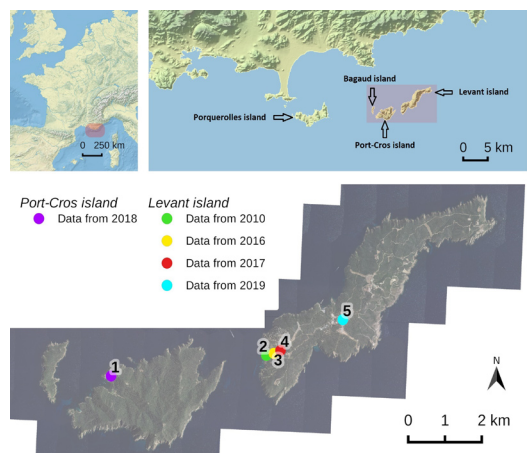 0 250 km
Bagaud island
Levant island
Porquerolles island
Port-Cros island
0 5 km
Port-Cros island
Data from 2018
Levant island
Data from 2010
Data from 2016
Data from 2017
Data from 2019
1
2
3
4
5
N
0 1 2 km